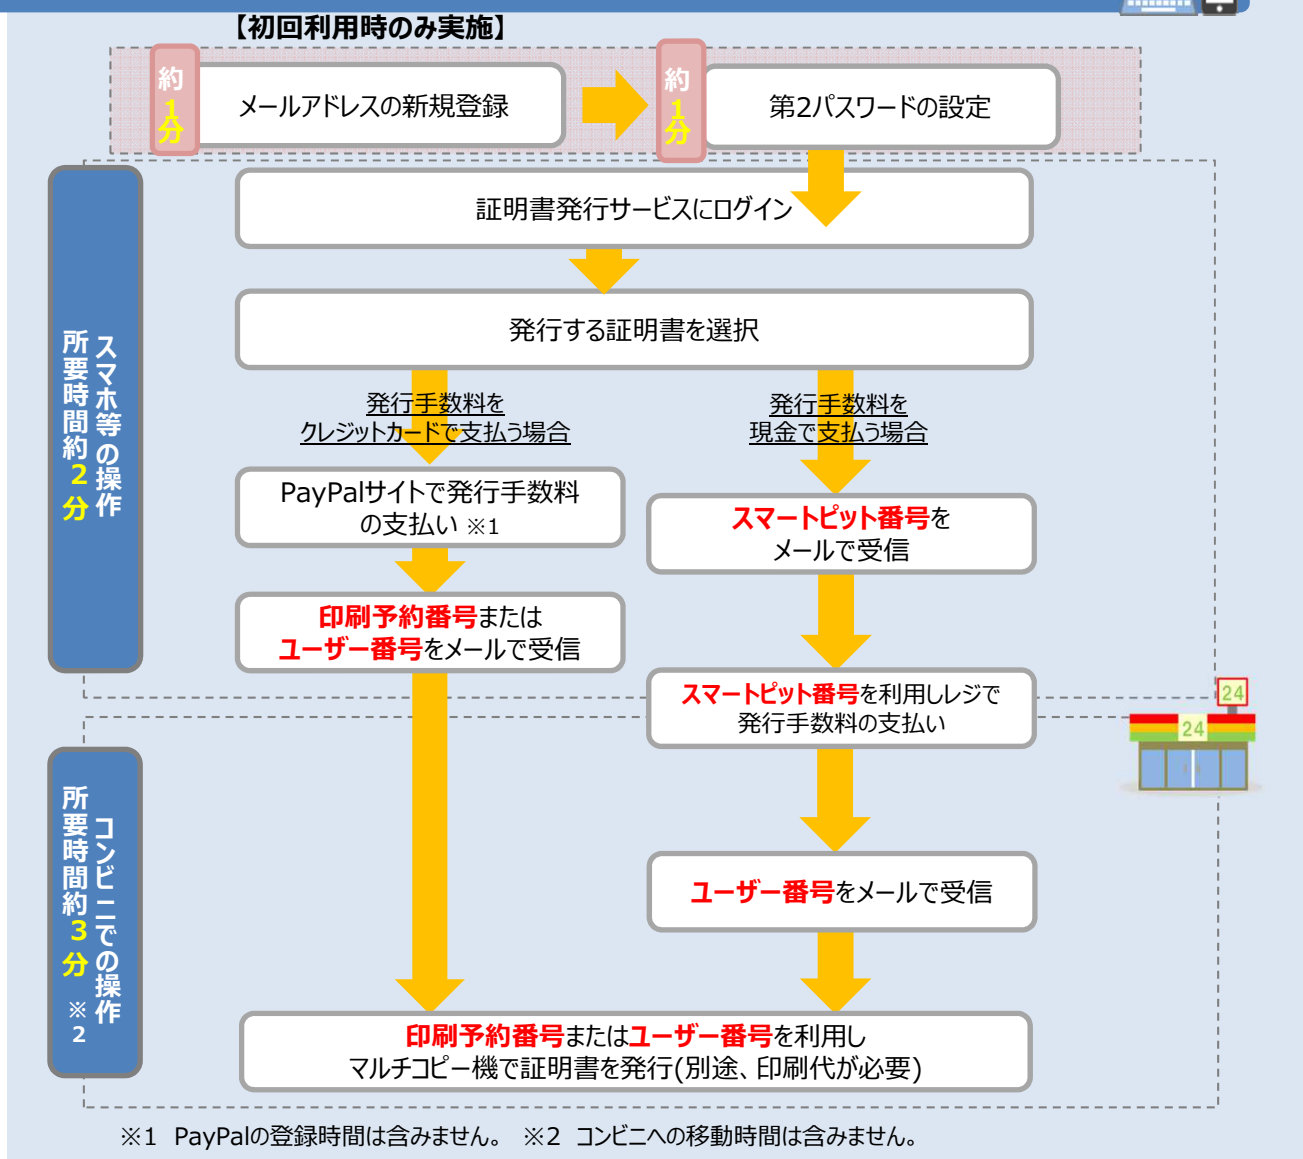 【初回利用時のみ実施】
約1分
メールアドレスの新規登録
約1分
第2パスワードの設定
スマホ等の操作
所要時間約2分
証明書発行サービスにログイン
発行する証明書を選択
発行手数料を
クレジットカードで支払う場合
発行手数料を
現金で支払う場合
PayPalサイトで発行手数料
の支払い ※1
スマートピット番号を
メールで受信
印刷予約番号または
ユーザー番号をメールで受信
スマートピット番号を利用しレジで
発行手数料の支払い
24
24
コンビニでの操作
所要時間約3分 ※2
ユーザー番号をメールで受信
印刷予約番号またはユーザー番号を利用し
マルチコピー機で証明書を発行(別途、印刷代が必要)
※1 PayPalの登録時間は含みません。 ※2 コンビニへの移動時間は含みません。